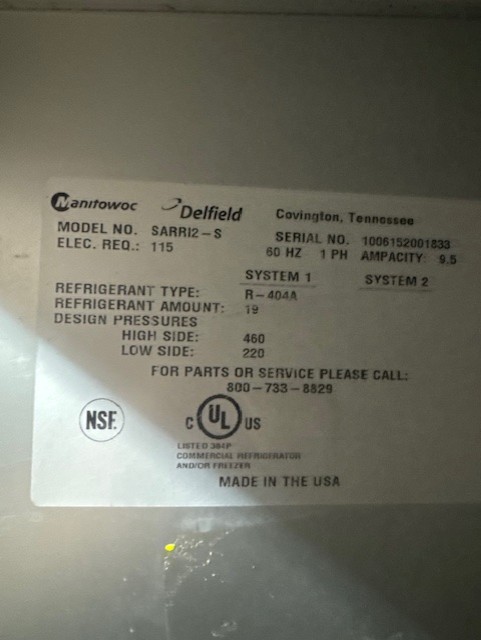 Manitowoc Delfield Covington, Tennessee
MODEL NO. SARRI2-S SERIAL NO. 1006152001833
ELEC. REQ.: 115 60 HZ 1 PH AMPACITY: 9.5
SYSTEM 1 SYSTEM 2
REFRIGERANT TYPE: R-404A
REFRIGERANT AMOUNT: 19
DESIGN PRESSURES
HIGH SIDE: 460
LOW SIDE: 220
FOR PARTS OR SERVICE PLEASE CALL:
800-733-8829
NSF. C UL US
LISTED 384P
COMMERCIAL REFRIGERATOR
AND/OR FREEZER
MADE IN THE USA